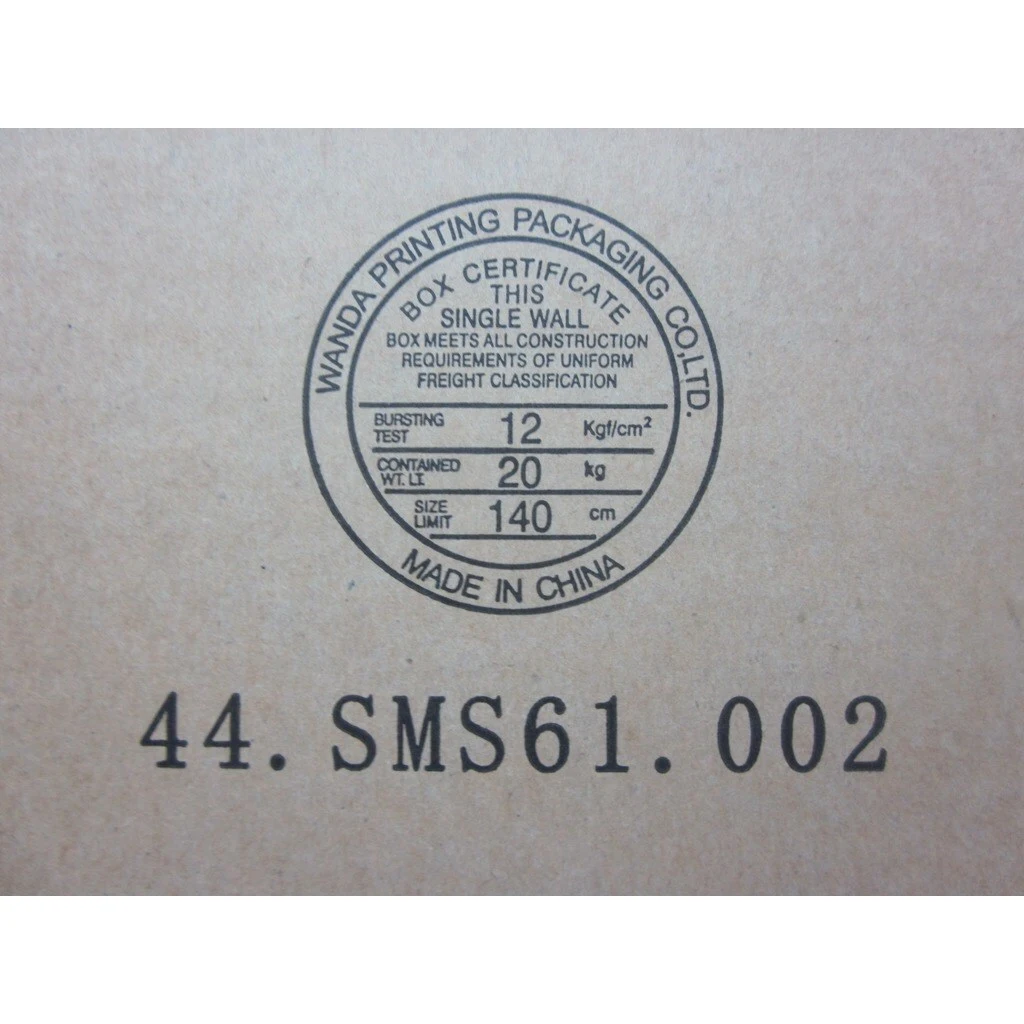 WANDA PRINTING PACKAGING CO,LTD.
BOX CERTIFICATE
THIS
SINGLE WALL
BOX MEETS ALL CONSTRUCTION
REQUIREMENTS OF UNIFORM
FREIGHT CLASSIFICATION
BURSTING TEST 12 Kgf/cm²
CONTAINED WT. LI 20 kg
SIZE LIMIT 140 cm
MADE IN CHINA
44.SMS61.002